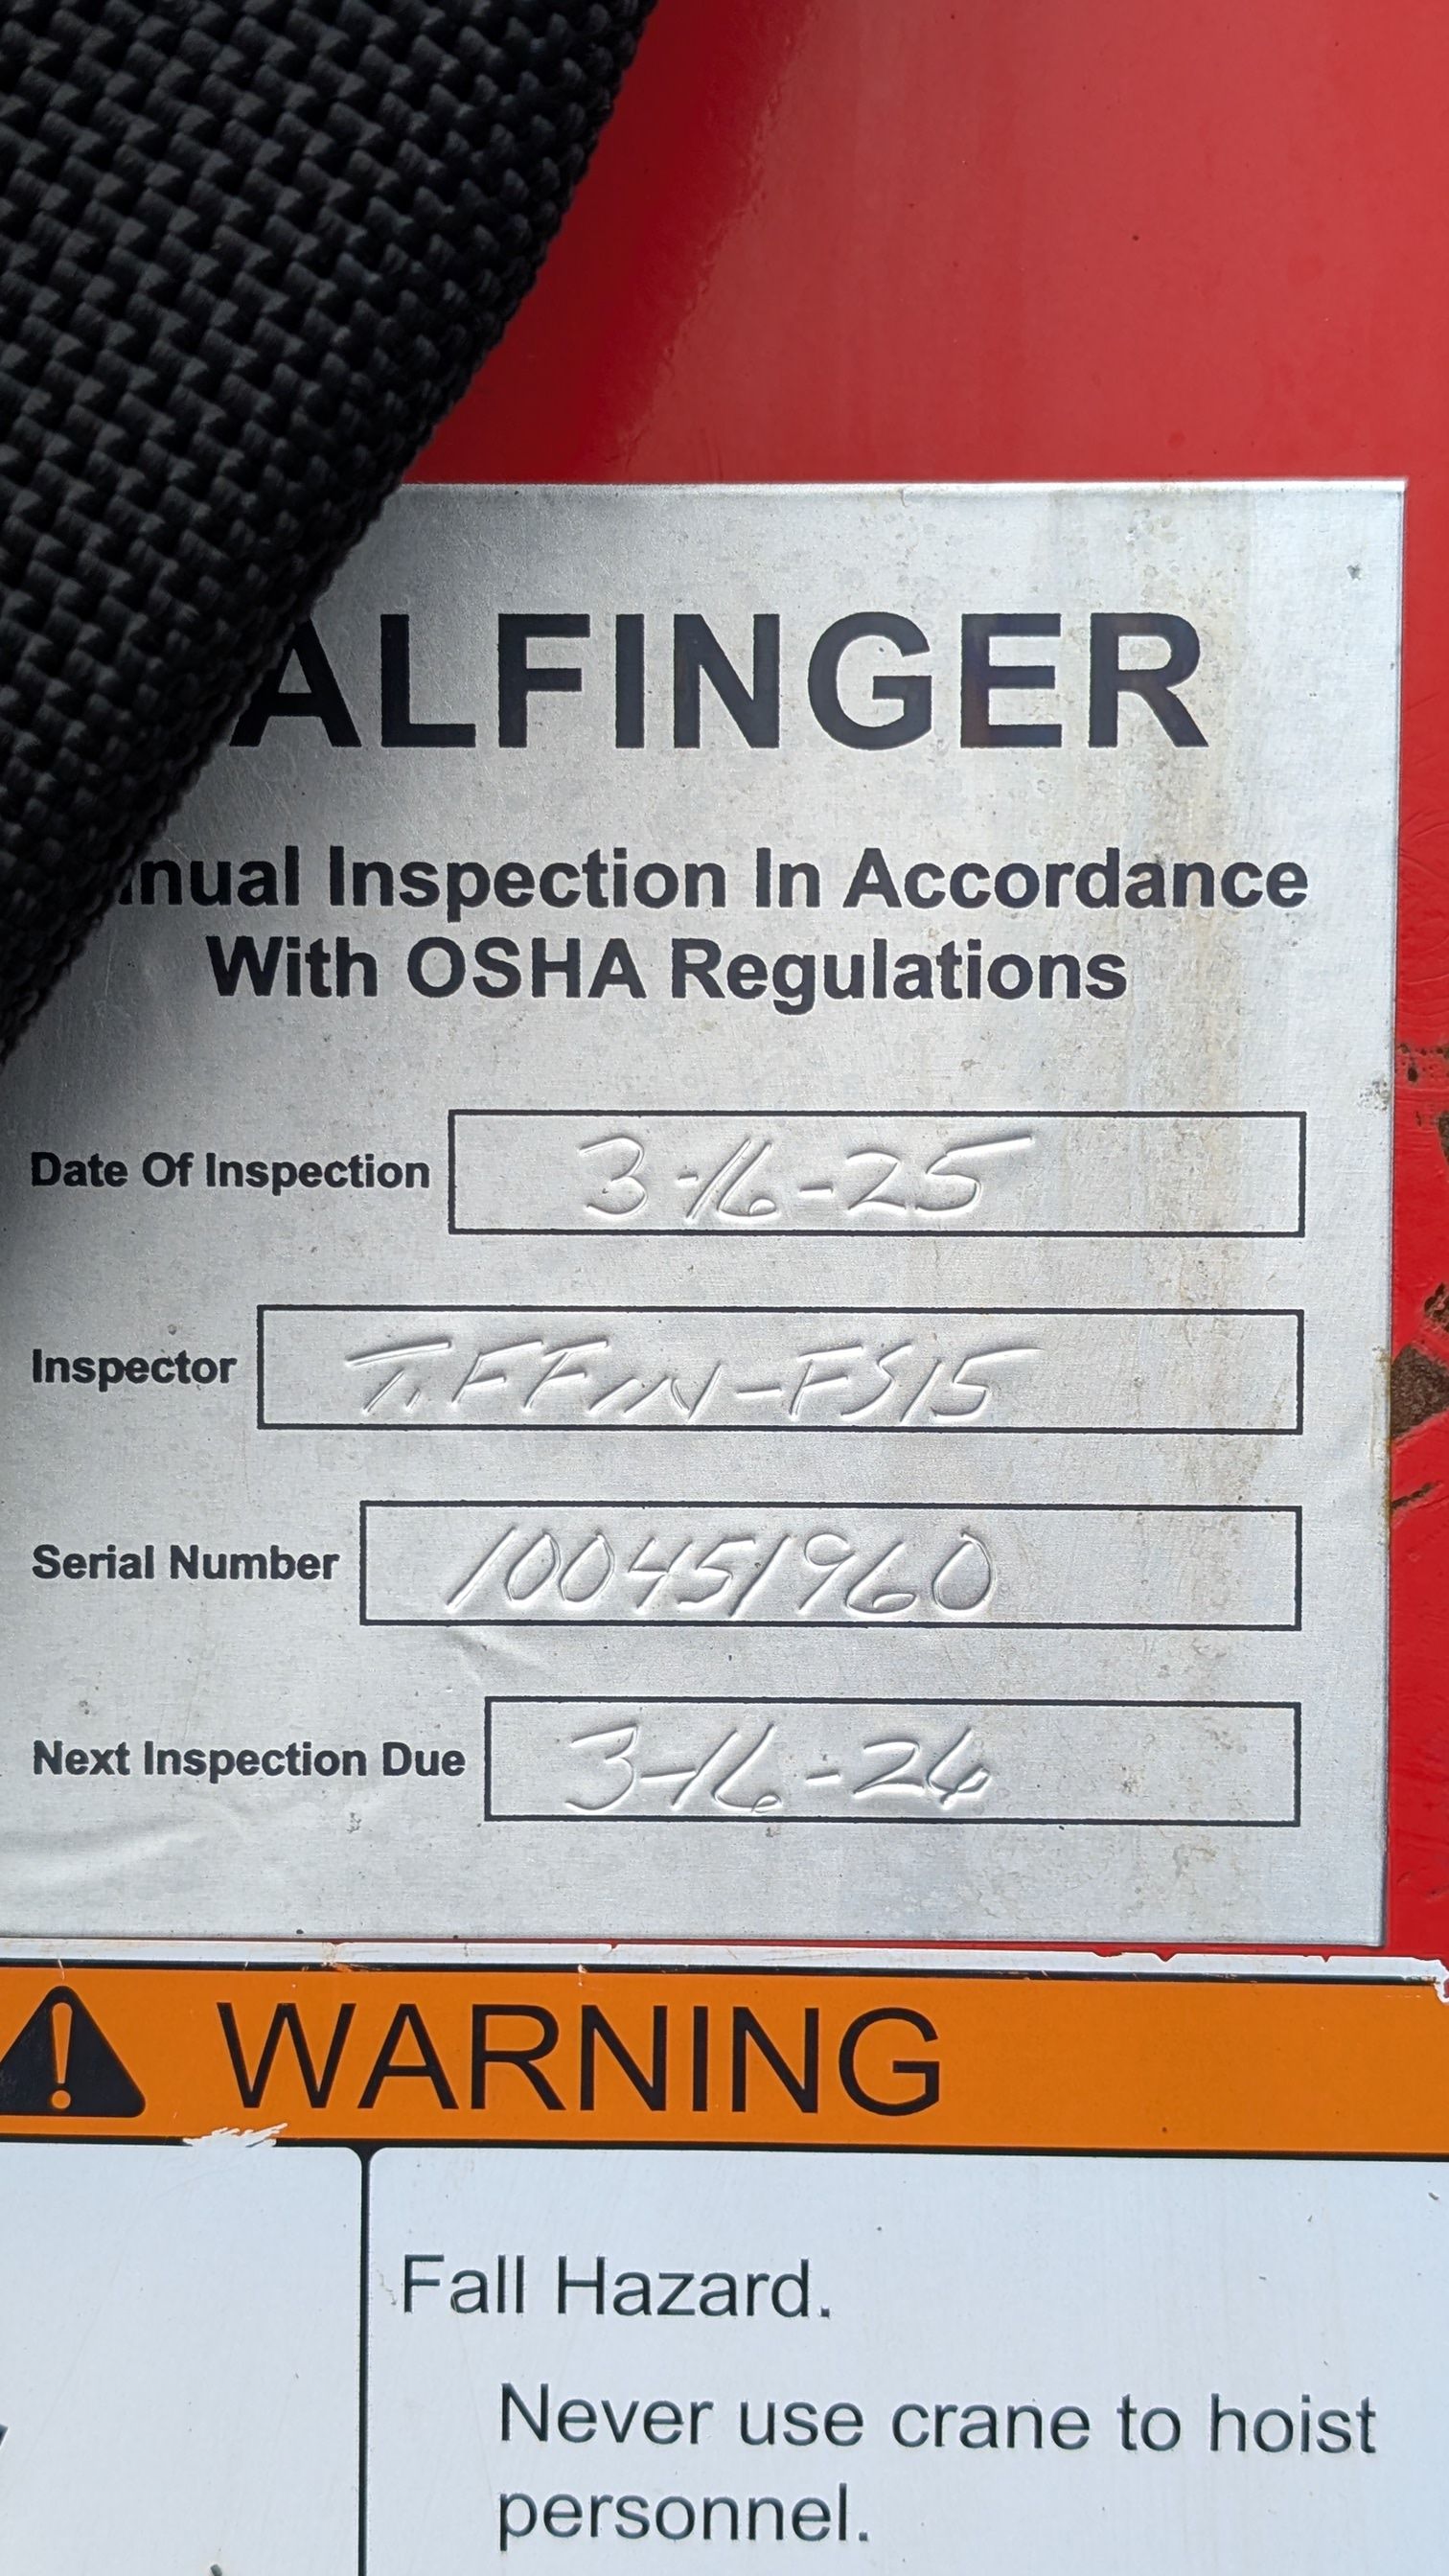 ALFINGER
nual Inspection In Accordance
With OSHA Regulations
Date Of Inspection 3-16-25
Inspector TIFFIN-FS15
Serial Number 100451960
Next Inspection Due 3-16-26
WARNING
Fall Hazard.
Never use crane to hoist
personnel.